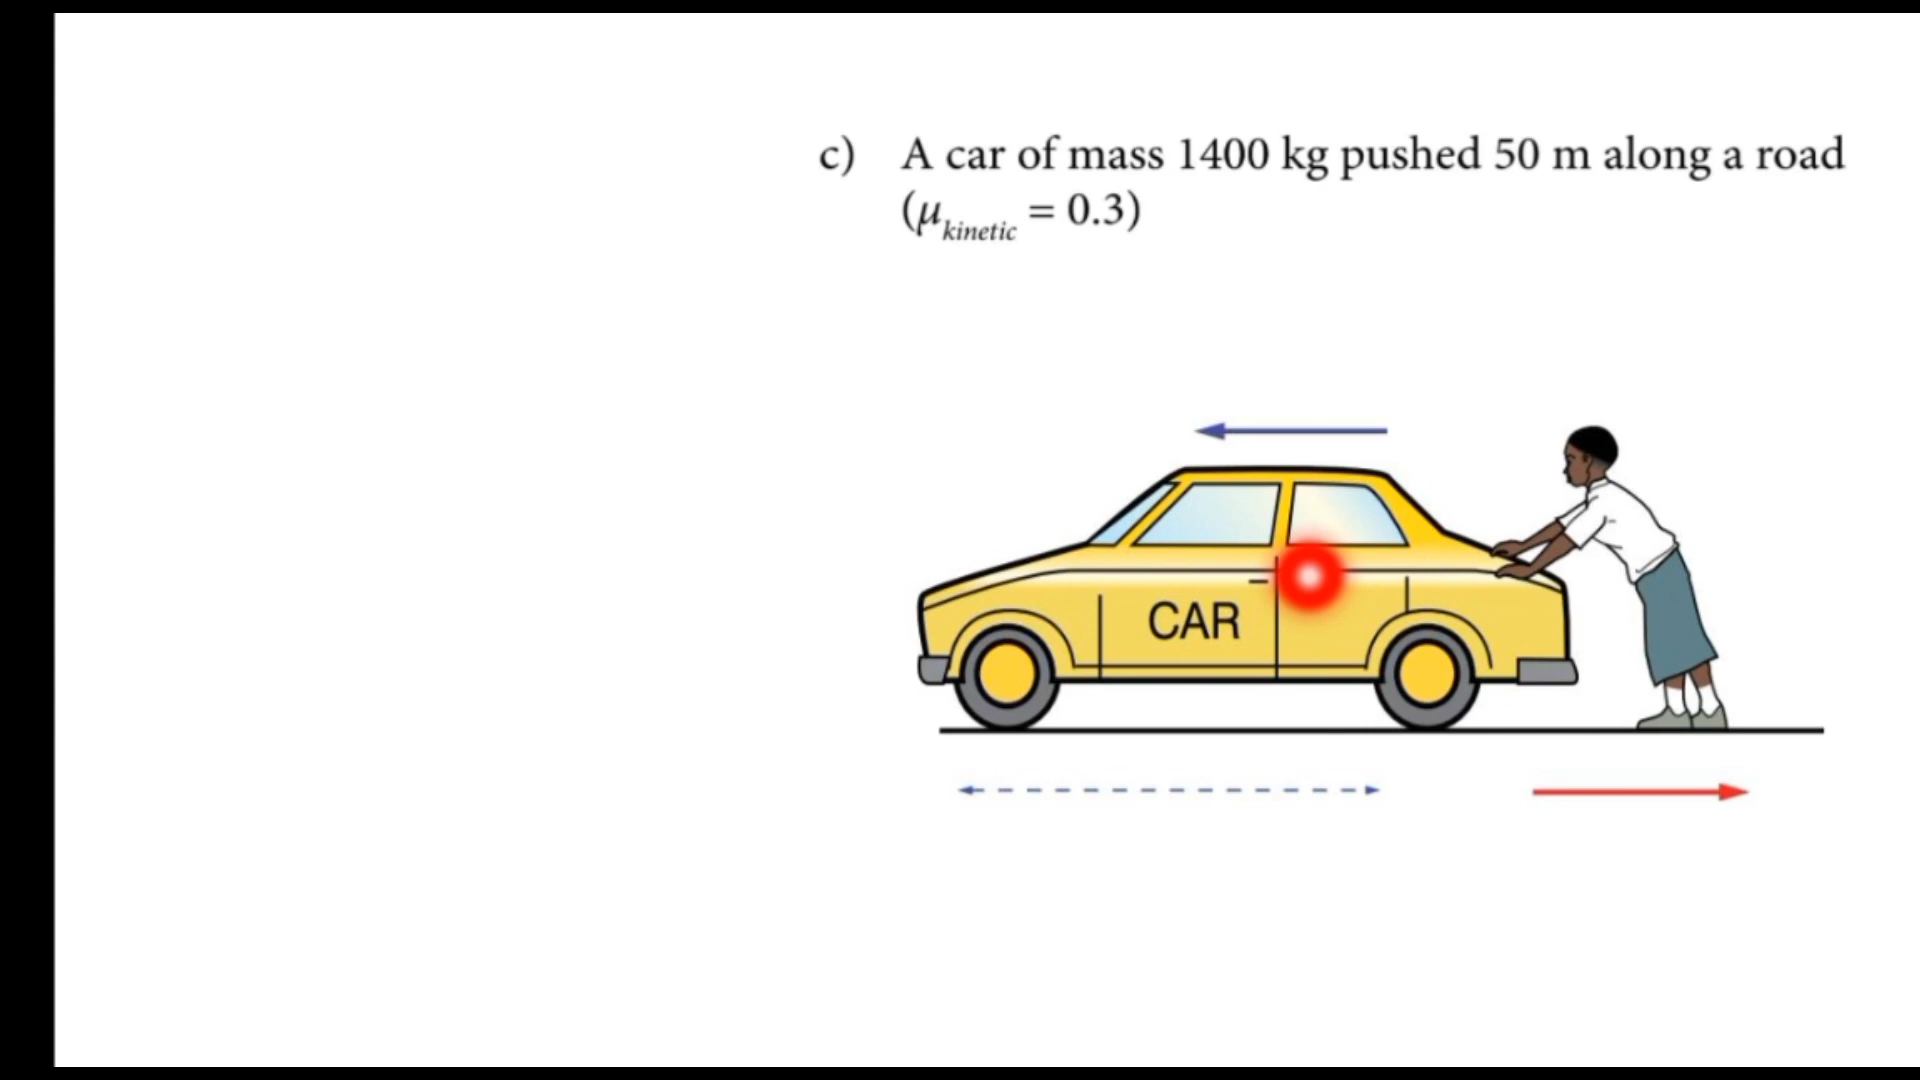 c) A car of mass 1400 kg pushed 50 m along a road
(μkinetic = 0.3)
CAR